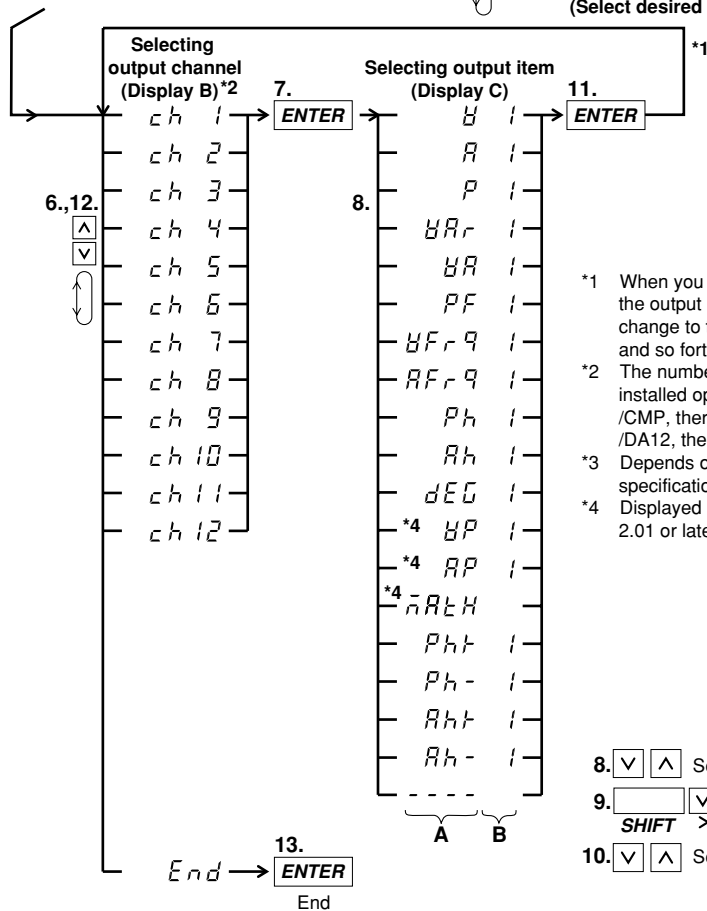 (Select desired
*1
Selecting
output channel
(Display B)*2
7.
ENTER
Selecting output item
(Display C)
11.
ENTER
6.,12.
8.
ch 1
ch 2
ch 3
ch 4
ch 5
ch 6
ch 7
ch 8
ch 9
ch 10
ch 11
ch 12
End
V 1
A 1
P 1
VAr 1
VA 1
PF 1
VFrq 1
AFrq 1
Ph 1
Ah 1
dEG 1
*4 VP 1
*4 AP 1
*4 MAtH
Ph+ 1
Ph- 1
Ah+ 1
Ah- 1
----
A
B
13.
ENTER
End
*1 When you
the output
change to
and so fort
*2 The numbe
installed op
/CMP, ther
/DA12, the
*3 Depends o
specificatio
*4 Displayed
2.01 or late
8. Se
9.
SHIFT >
10. Se